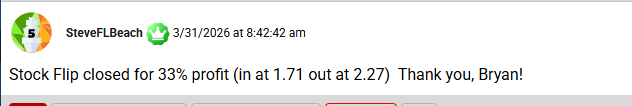 5
SteveFLBeach 3/31/2026 at 8:42:42 am
Stock Flip closed for 33% profit (in at 1.71 out at 2.27)  Thank you, Bryan!